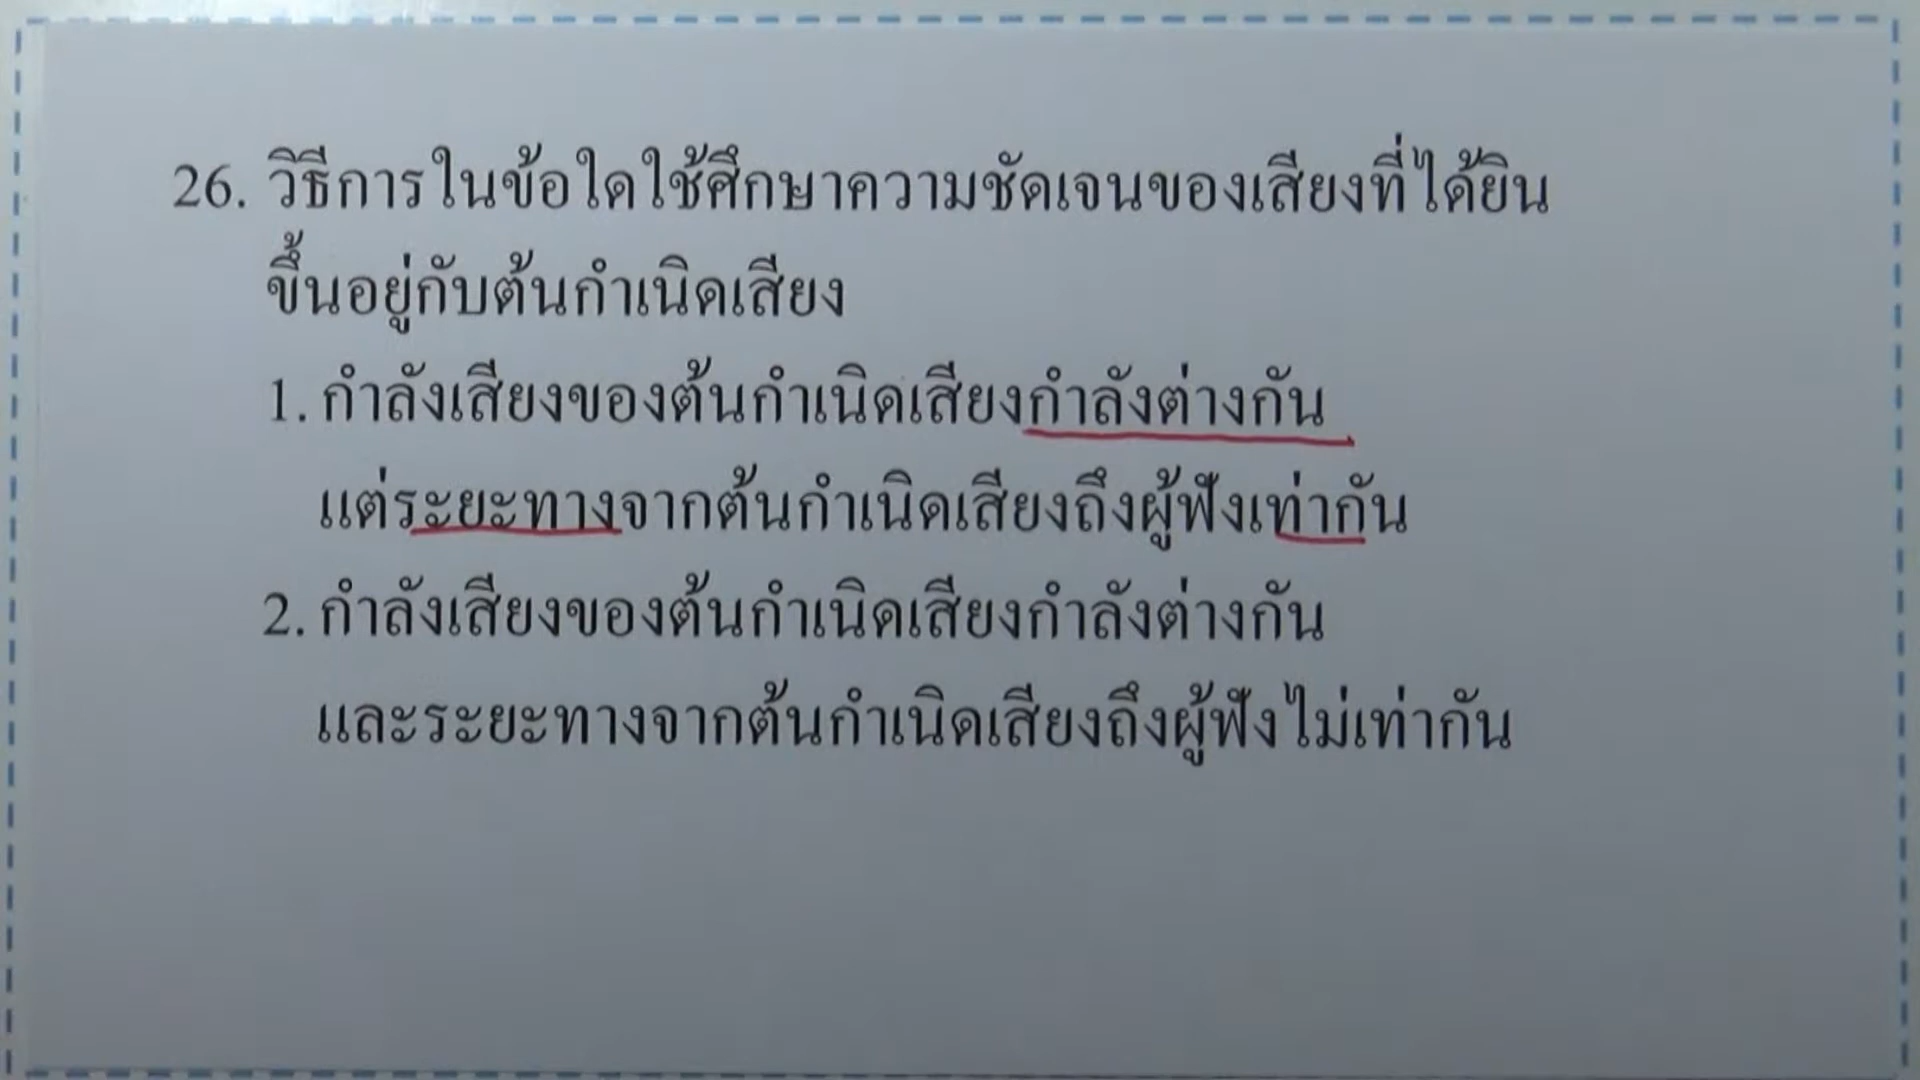 26. วิธีการในข้อใดใช้ศึกษาความชัดเจนของเสียงที่ได้ยิน
ขึ้นอยู่กับต้นกำเนิดเสียง
1. กำลังเสียงของต้นกำเนิดเสียงกำลังต่างกัน
แต่ระยะทางจากต้นกำเนิดเสียงถึงผู้ฟังเท่ากัน
2. กำลังเสียงของต้นกำเนิดเสียงกำลังต่างกัน
และระยะทางจากต้นกำเนิดเสียงถึงผู้ฟังไม่เท่ากัน